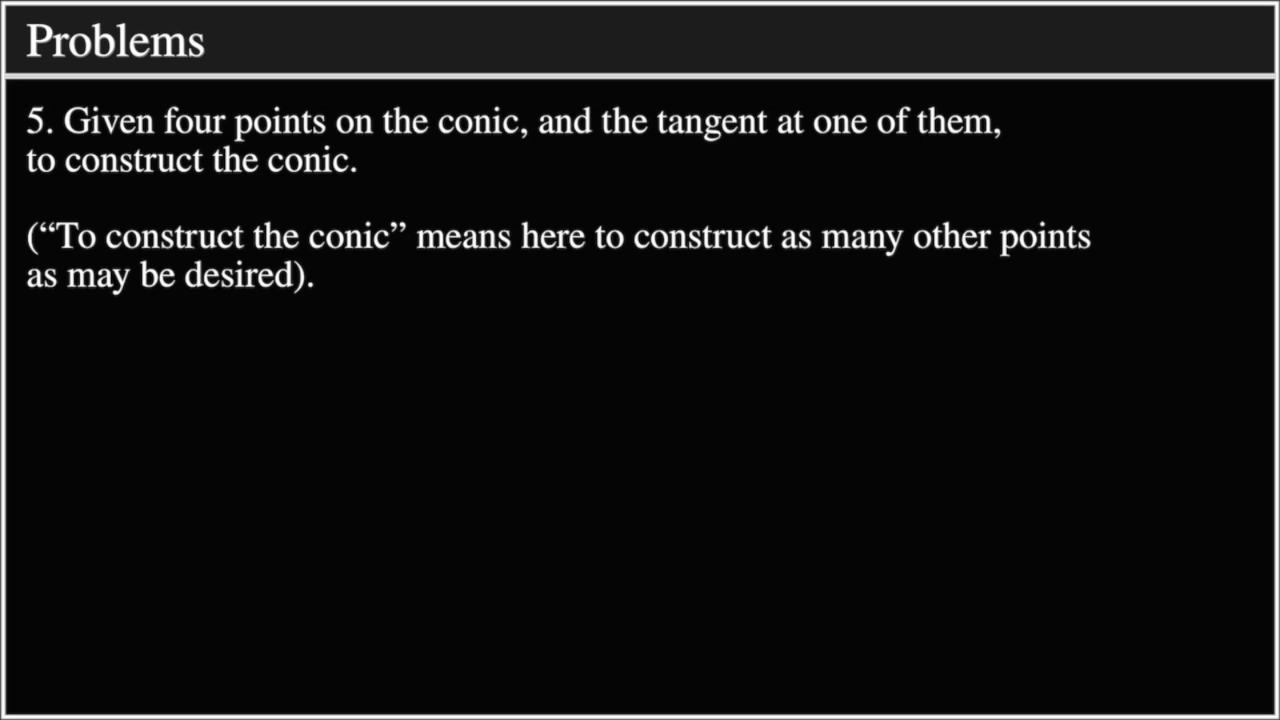 Problems
5. Given four points on the conic, and the tangent at one of them,
to construct the conic.
(“To construct the conic” means here to construct as many other points
as may be desired).